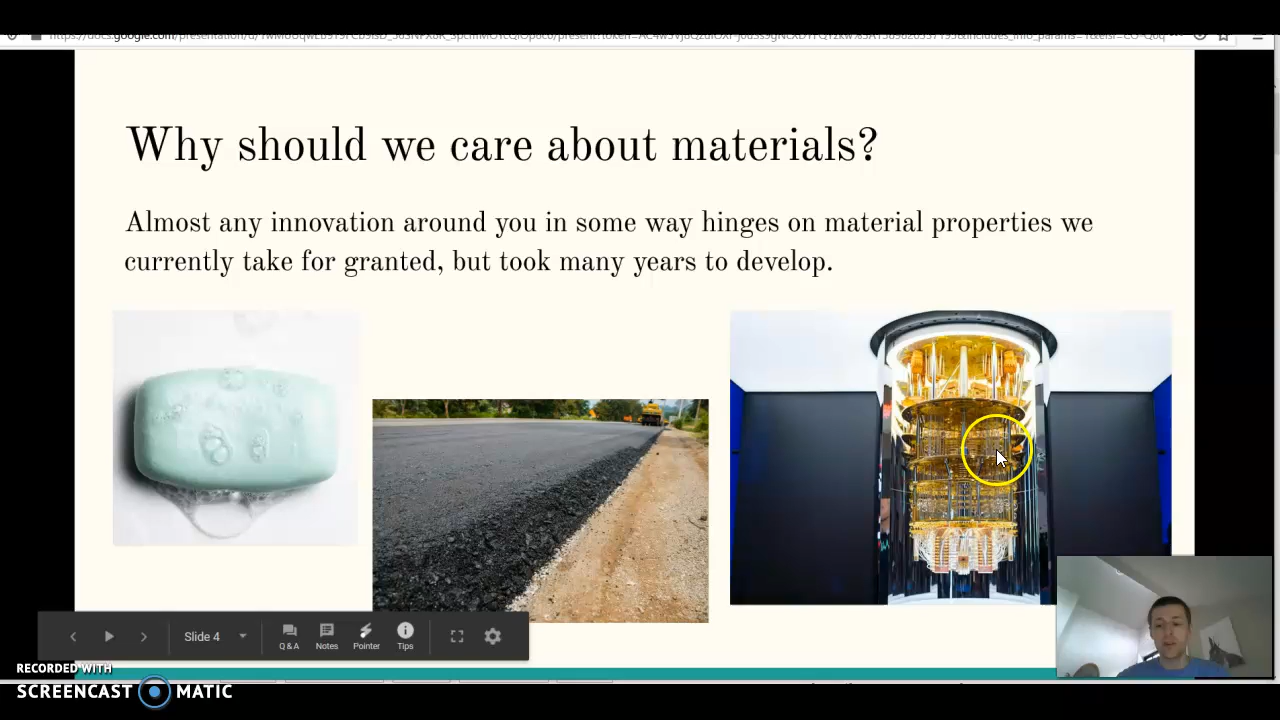 Why should we care about materials?
Almost any innovation around you in some way hinges on material properties we
currently take for granted, but took many years to develop.
Slide 4
Q & A
Notes
Pointer
Tips
RECORDED WITH
SCREENCAST MATIC